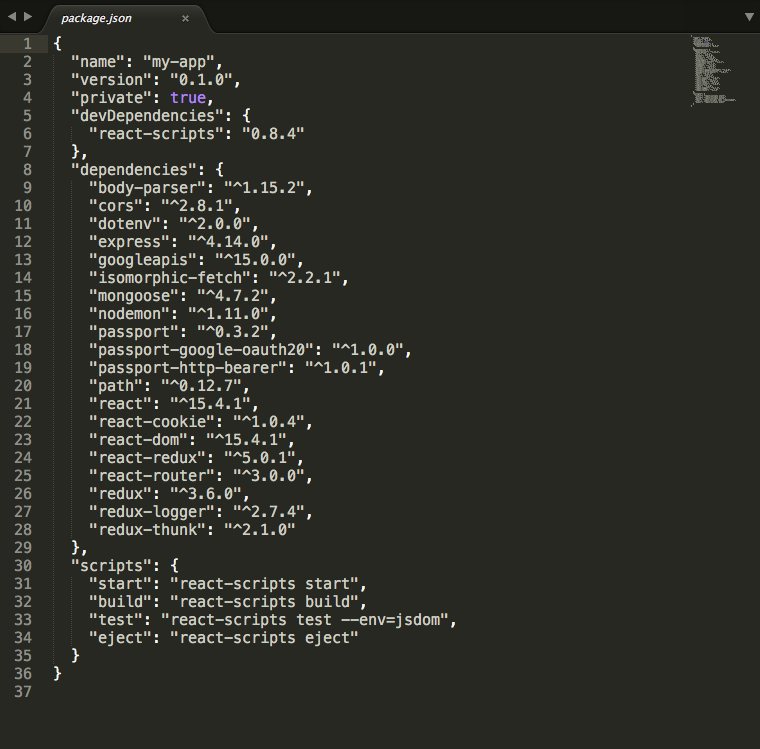 package.json ×
1 {
2   "name": "my-app",
3   "version": "0.1.0",
4   "private": true,
5   "devDependencies": {
6     "react-scripts": "0.8.4"
7   },
8   "dependencies": {
9     "body-parser": "^1.15.2",
10     "cors": "^2.8.1",
11     "dotenv": "^2.0.0",
12     "express": "^4.14.0",
13     "googleapis": "^15.0.0",
14     "isomorphic-fetch": "^2.2.1",
15     "mongoose": "^4.7.2",
16     "nodemon": "^1.11.0",
17     "passport": "^0.3.2",
18     "passport-google-oauth20": "^1.0.0",
19     "passport-http-bearer": "^1.0.1",
20     "path": "^0.12.7",
21     "react": "^15.4.1",
22     "react-cookie": "^1.0.4",
23     "react-dom": "^15.4.1",
24     "react-redux": "^5.0.1",
25     "react-router": "^3.0.0",
26     "redux": "^3.6.0",
27     "redux-logger": "^2.7.4",
28     "redux-thunk": "^2.1.0"
29   },
30   "scripts": {
31     "start": "react-scripts start",
32     "build": "react-scripts build",
33     "test": "react-scripts test --env=jsdom",
34     "eject": "react-scripts eject"
35   }
36 }
37